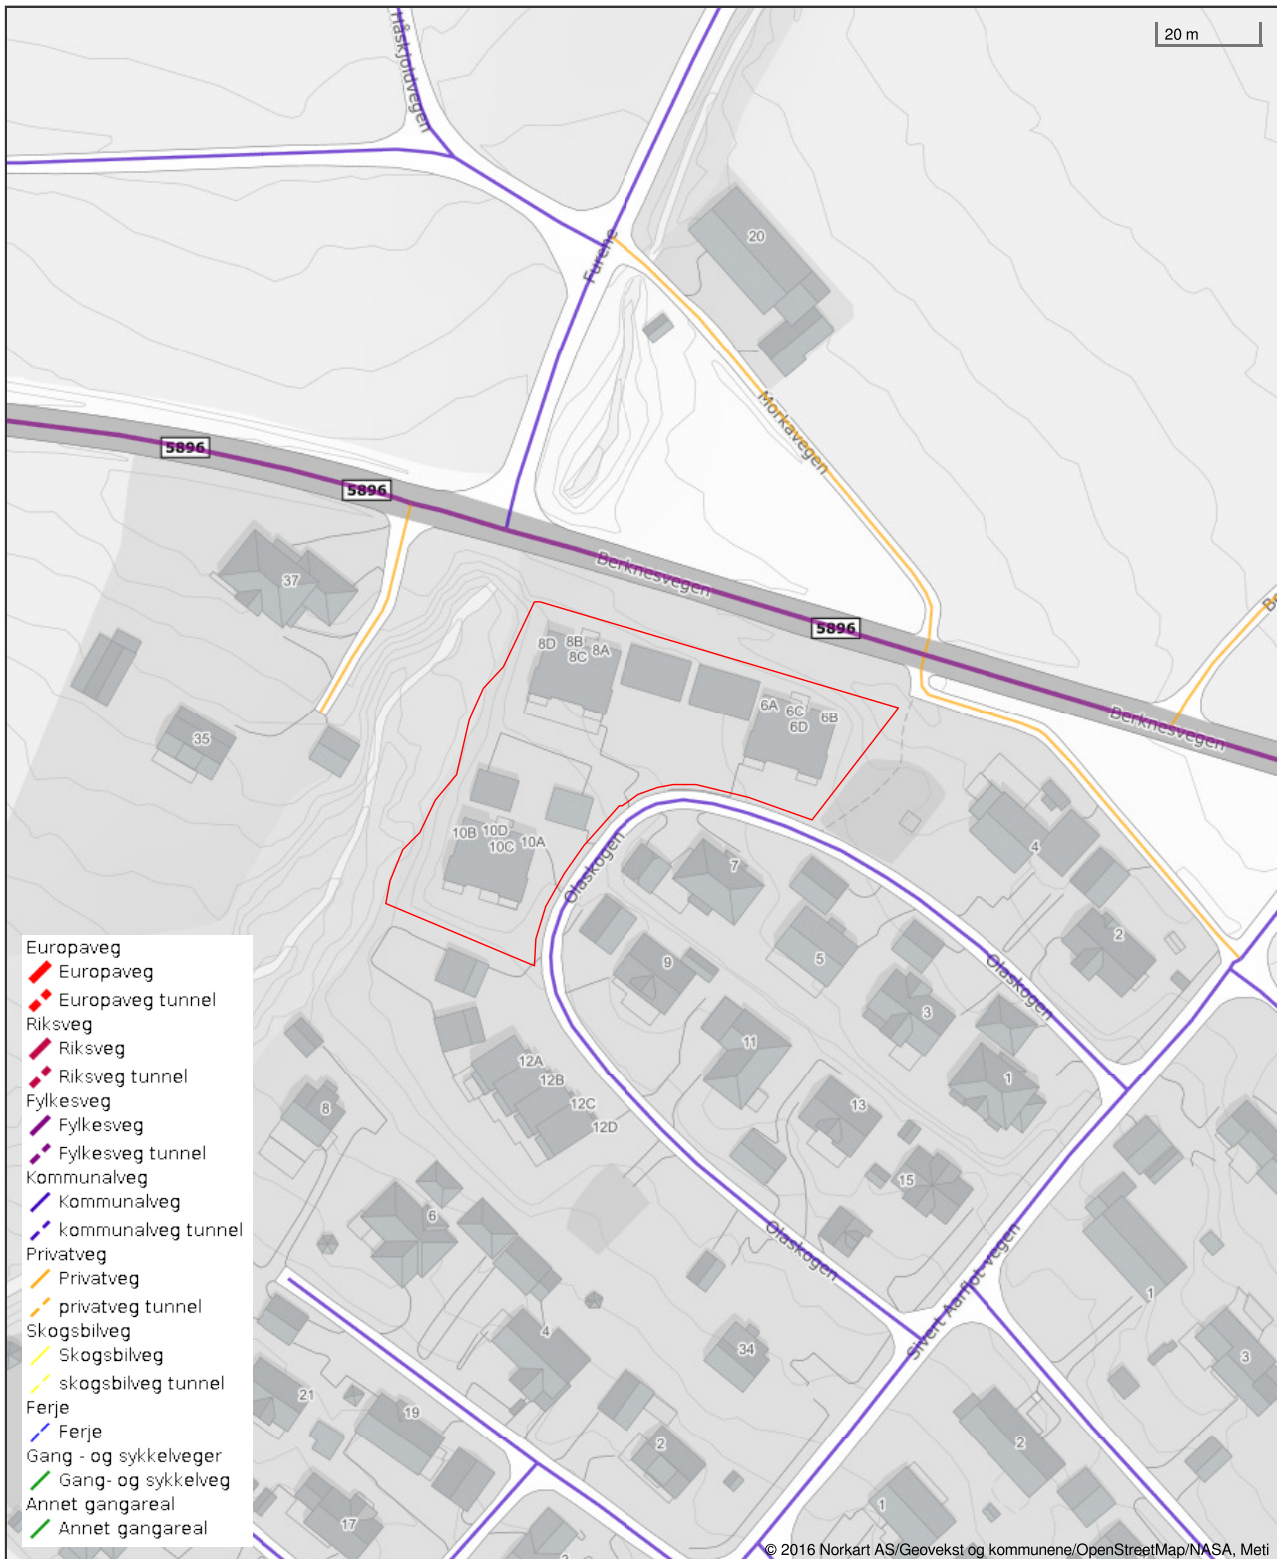 Håskjoldvegen
20 m
20
Furene
Morkavegen
5896
5896
37
Berknesvegen
5896
8D
8B
8C
8A
6A
6C
6D
6B
Berknesvegen
35
10B
10D
10C
10A
Olaskogen
7
4
2
9
5
Olaskogen
3
11
1
12A
12B
12C
12D
13
8
15
6
Olaskogen
Sivert Aarflot-vegen
1
4
34
3
21
19
2
2
17
1
Europaveg
Europaveg
Europaveg tunnel
Riksveg
Riksveg
Riksveg tunnel
Fylkesveg
Fylkesveg
Fylkesveg tunnel
Kommunalveg
Kommunalveg
kommunalveg tunnel
Privatveg
Privatveg
privatveg tunnel
Skogsbilveg
Skogsbilveg
skogsbilveg tunnel
Ferje
Ferje
Gang - og sykkelveger
Gang- og sykkelveg
Annet gangareal
Annet gangareal
© 2016 Norkart AS/Geovekst og kommunene/OpenStreetMap/NASA, Meti